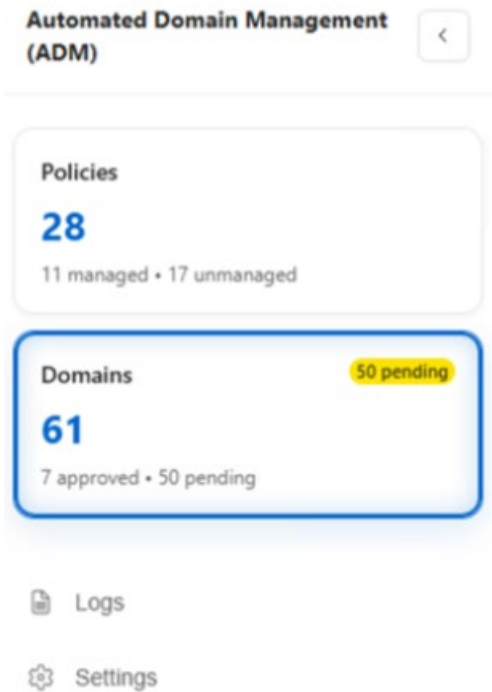 Automated Domain Management
(ADM)
Policies
28
11 managed • 17 unmanaged
Domains
50 pending
61
7 approved • 50 pending
Logs
Settings